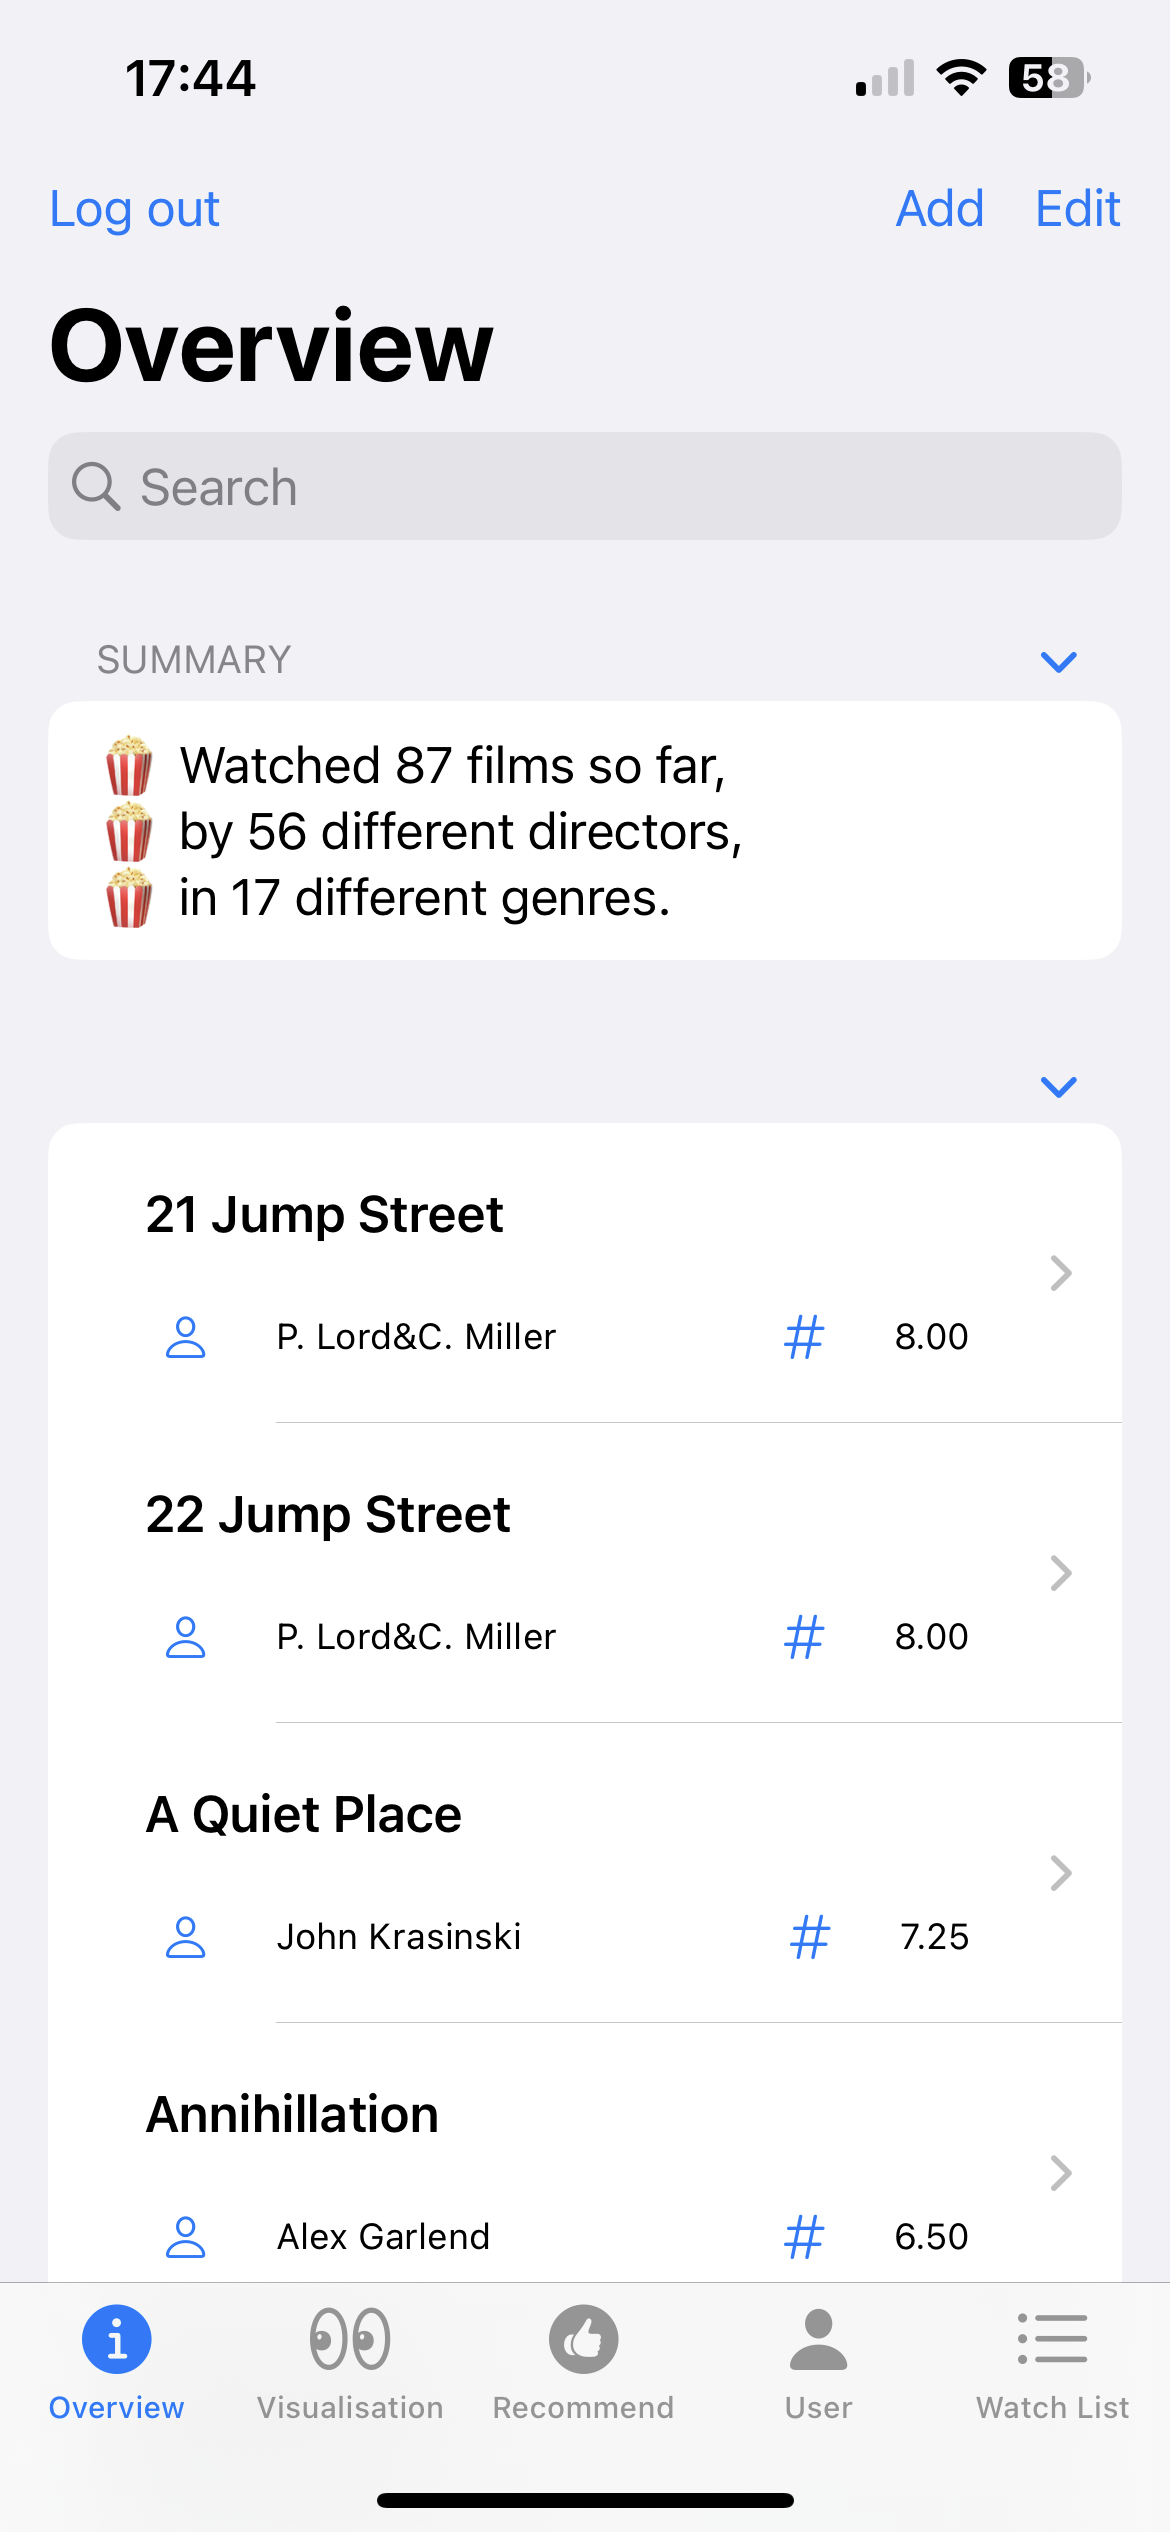 17:44
58
Log out
Add
Edit
Overview
Search
SUMMARY
🍿 Watched 87 films so far,
🍿 by 56 different directors,
🍿 in 17 different genres.
21 Jump Street
P. Lord&C. Miller
# 8.00
22 Jump Street
P. Lord&C. Miller
# 8.00
A Quiet Place
John Krasinski
# 7.25
Annihillation
Alex Garlend
# 6.50
Overview
Visualisation
Recommend
User
Watch List